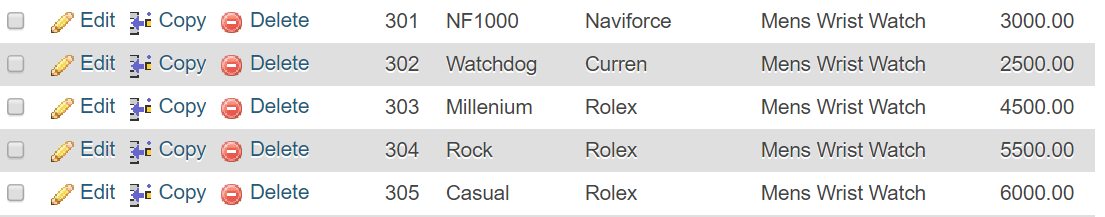 Edit Copy Delete 301 NF1000 Naviforce Mens Wrist Watch 3000.00
Edit Copy Delete 302 Watchdog Curren Mens Wrist Watch 2500.00
Edit Copy Delete 303 Millenium Rolex Mens Wrist Watch 4500.00
Edit Copy Delete 304 Rock Rolex Mens Wrist Watch 5500.00
Edit Copy Delete 305 Casual Rolex Mens Wrist Watch 6000.00